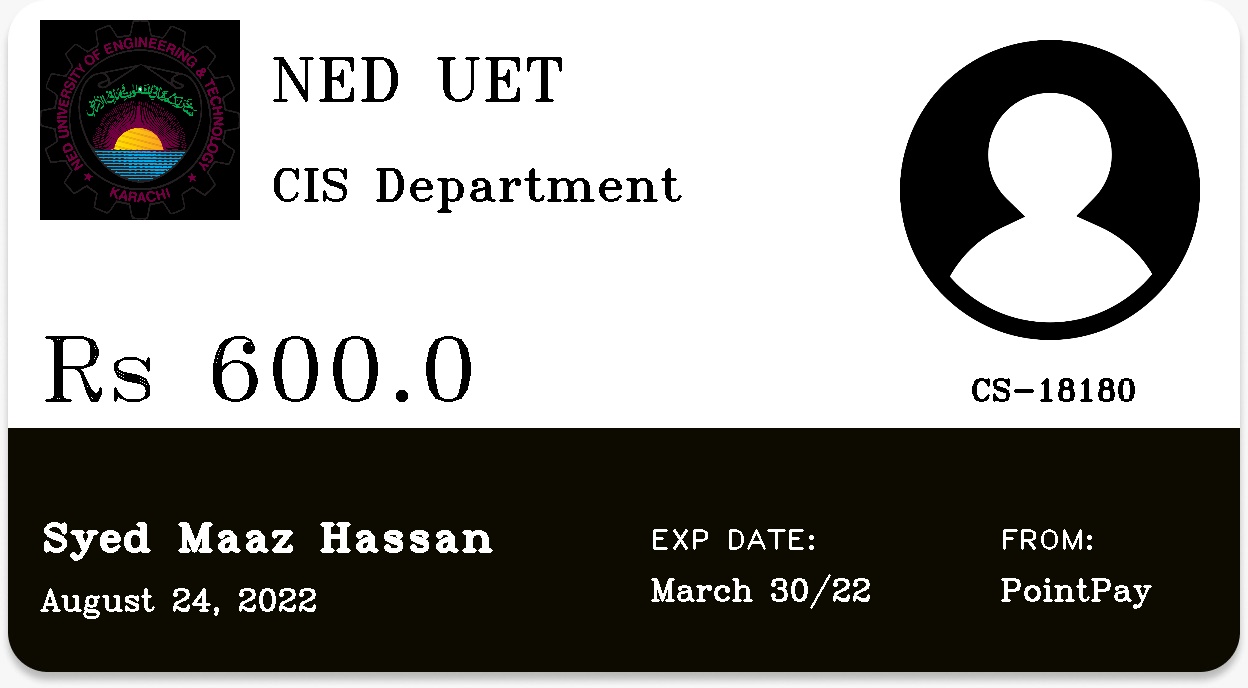 NED UNIVERSITY OF ENGINEERING & TECHNOLOGY
KARACHI
NED UET
CIS Department
Rs 600.0
CS-18180
Syed Maaz Hassan
August 24, 2022
EXP DATE:
March 30/22
FROM:
PointPay